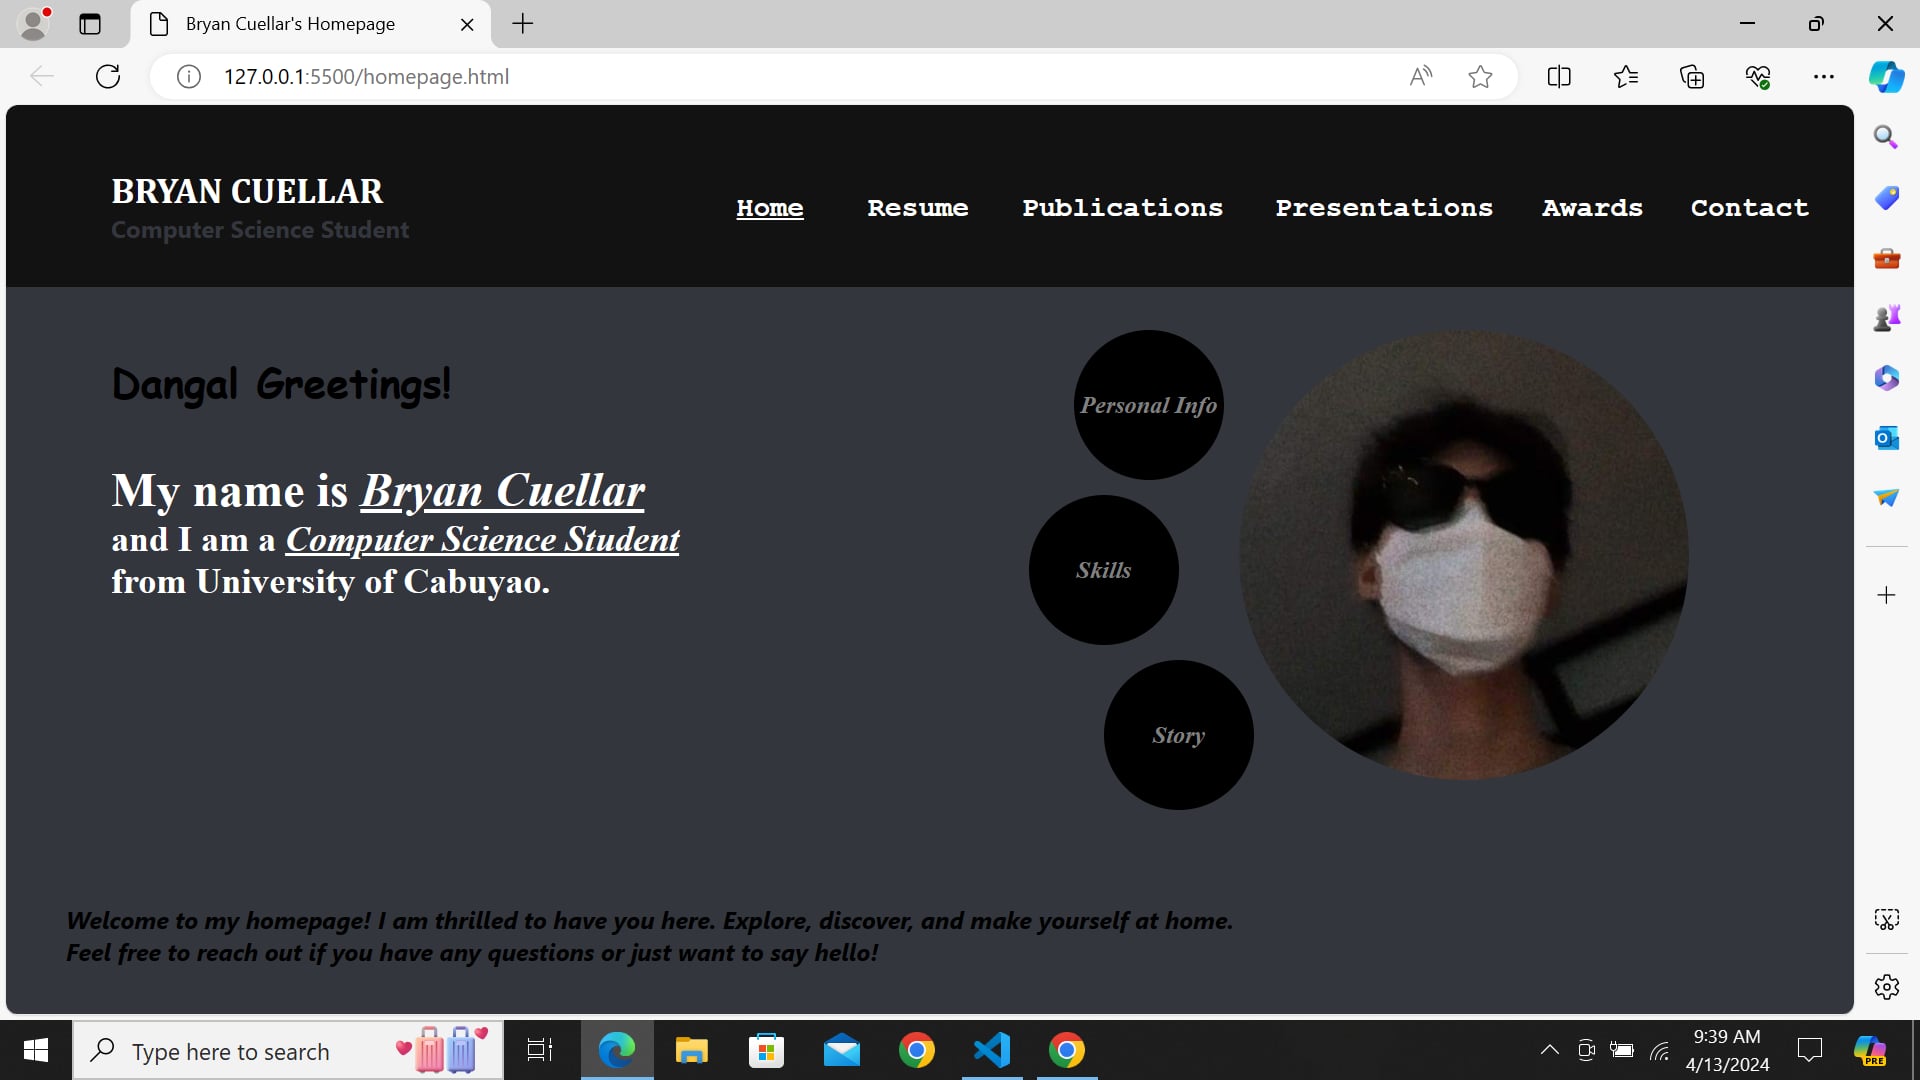 Bryan Cuellar's Homepage
127.0.0.1:5500/homepage.html
BRYAN CUELLAR
Computer Science Student
Home Resume Publications Presentations Awards Contact
Dangal Greetings!
My name is Bryan Cuellar
and I am a Computer Science Student
from University of Cabuyao.
Personal Info
Skills
Story
Welcome to my homepage! I am thrilled to have you here. Explore, discover, and make yourself at home.
Feel free to reach out if you have any questions or just want to say hello!
Type here to search
9:39 AM
4/13/2024
PRE